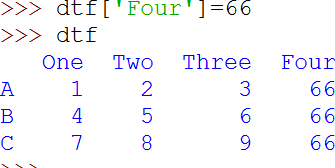 >>> dtf['Four']=66
>>> dtf
   One  Two  Three  Four
A    1    2      3    66
B    4    5      6    66
C    7    8      9    66
>>>